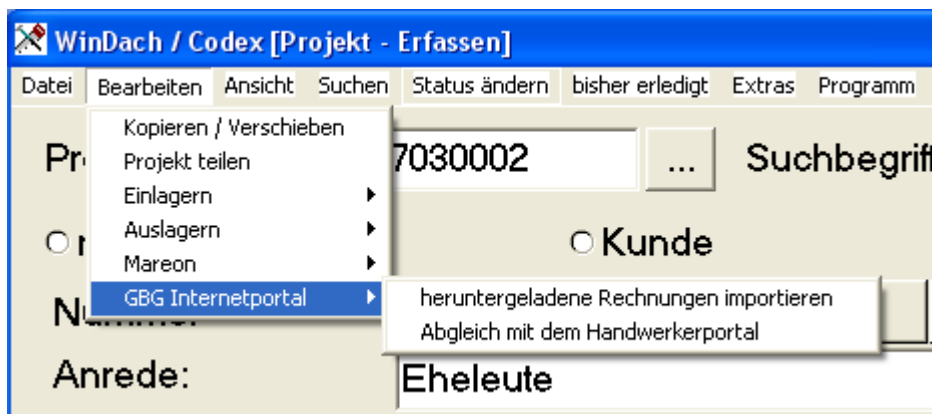 WinDach / Codex [Projekt - Erfassen]
Datei Bearbeiten Ansicht Suchen Status ändern bisher erledigt Extras Programm
Kopieren / Verschieben
Projekt teilen
Einlagern
Auslagern
Mareon
GBG Internetportal
heruntergeladene Rechnungen importieren
Abgleich mit dem Handwerkerportal
7030002 ... Suchbegriff
Kunde
Anrede: Eheleute